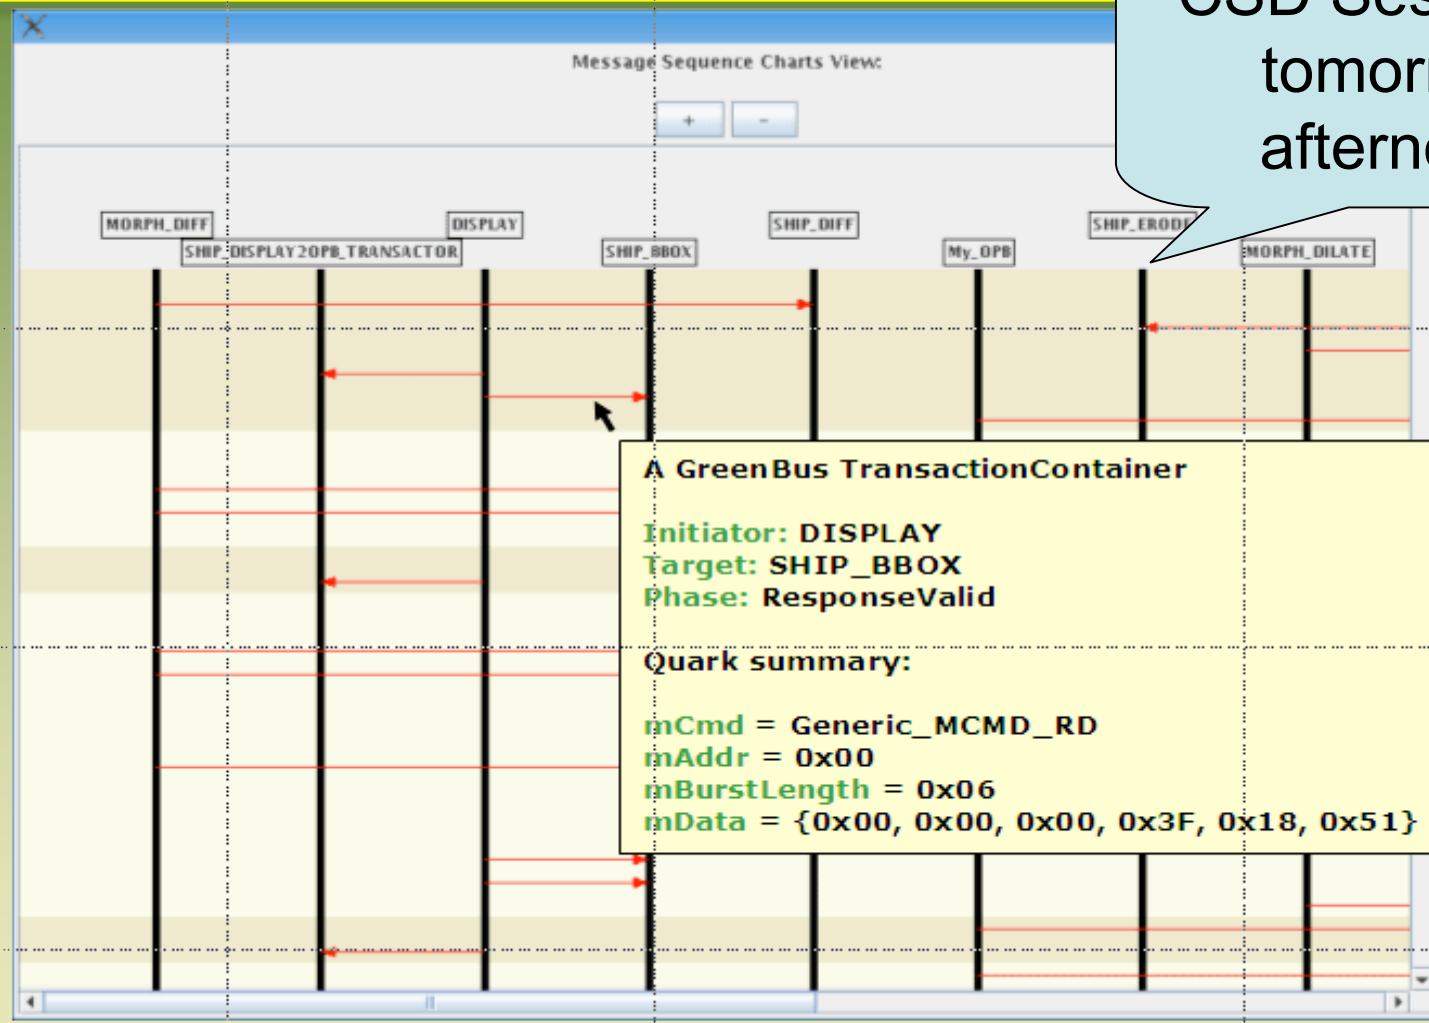 tomor
Message Sequence Charts View:
+ -
MORPH_DIFF DISPLAY SHIP_DIFF SHIP_ERODE
SHIP_DISPLAY2OPB_TRANSACTOR SHIP_BBOX My_OPB MORPH_DILATE
A GreenBus TransactionContainer
Initiator: DISPLAY
Target: SHIP_BBOX
Phase: ResponseValid
Quark summary:
mCmd = Generic_MCMD_RD
mAddr = 0x00
mBurstLength = 0x06
mData = {0x00, 0x00, 0x00, 0x3F, 0x18, 0x51}